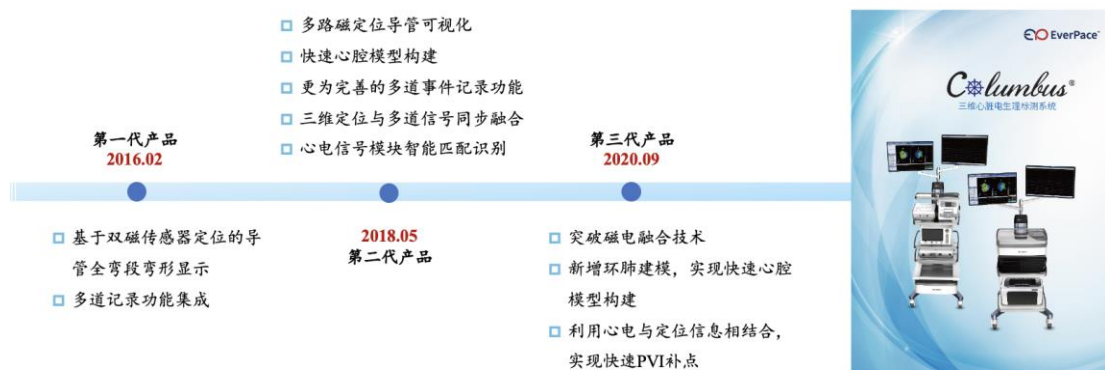 多路磁定位导管可视化
快速心腔模型构建
更为完善的多道事件记录功能
三维定位与多道信号同步融合
心电信号模块智能匹配识别
第一代产品
2016.02
第三代产品
2020.09
基于双磁传感器定位的导
管全弯段弯形显示
多道记录功能集成
2018.05
第二代产品
突破磁电融合技术
新增环肺建模，实现快速心腔
模型构建
利用心电与定位信息相结合，
实现快速PVI补点
EverPace™
Columbus®
三维心脏电生理标测系统